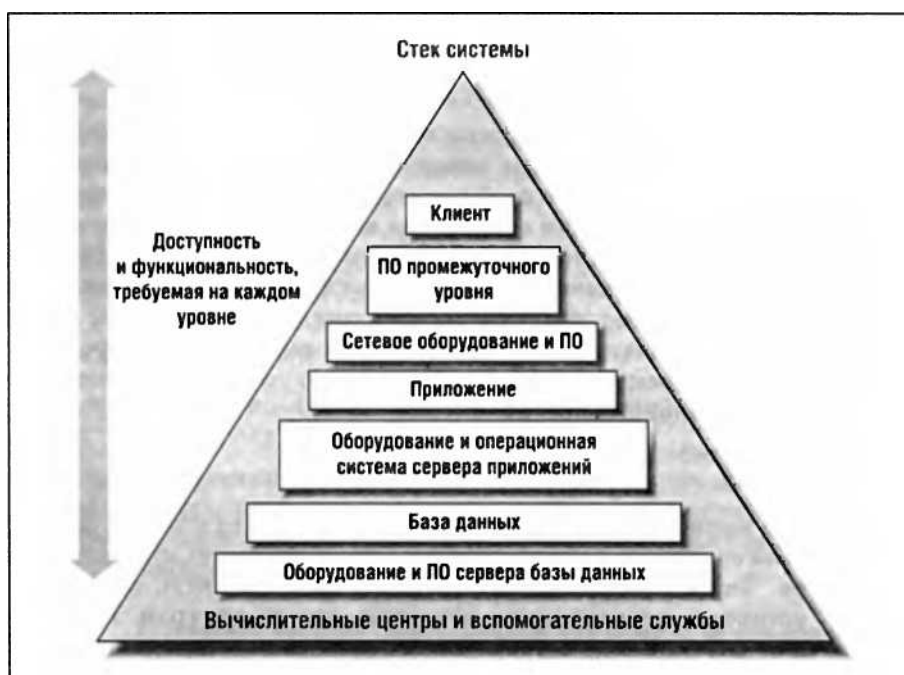 Стек системы
Доступность
и функциональность,
требуемая на каждом
уровне
Клиент
ПО промежуточного
уровня
Сетевое оборудование и ПО
Приложение
Оборудование и операционная
система сервера приложений
База данных
Оборудование и ПО сервера базы данных
Вычислительные центры и вспомогательные службы